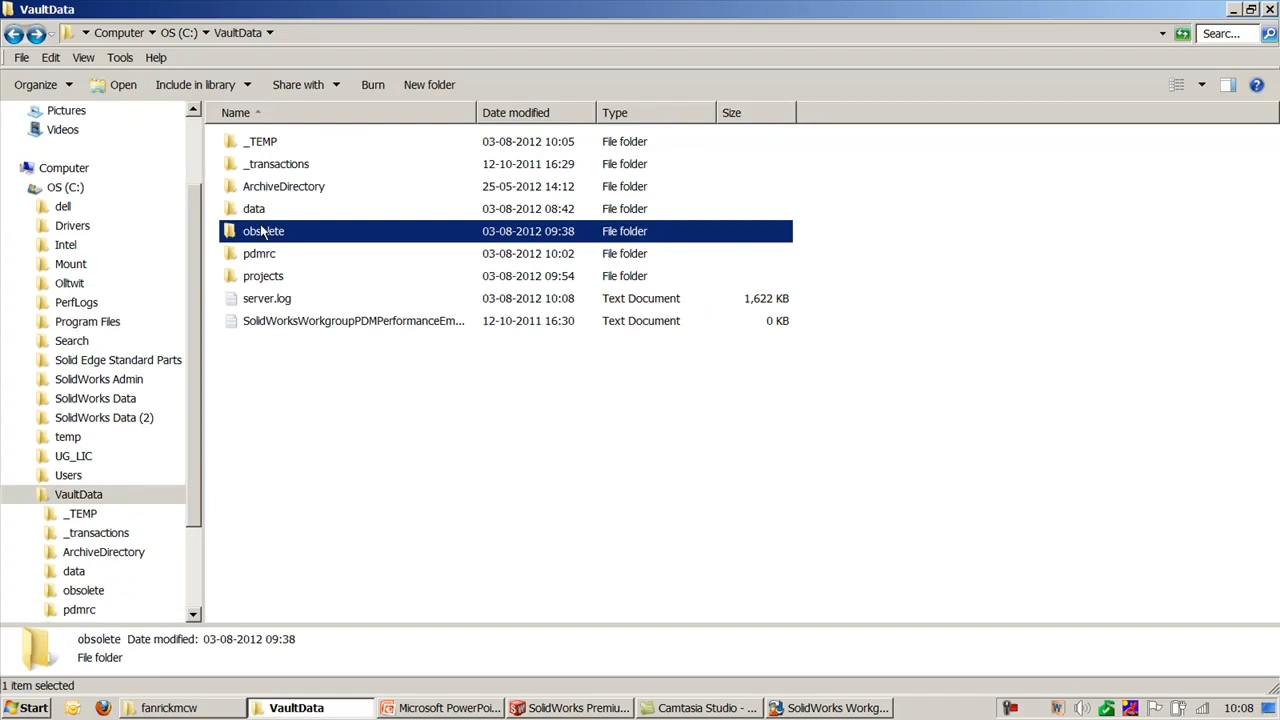 VaultData
Computer OS (C:) VaultData Searc...
File Edit View Tools Help
Organize Open Include in library Share with Burn New folder
Pictures
Videos
Computer
OS (C:)
dell
Drivers
Intel
Mount
Olltwit
PerfLogs
Program Files
Search
Solid Edge Standard Parts
SolidWorks Admin
SolidWorks Data
SolidWorks Data (2)
temp
UG_LIC
Users
VaultData
_TEMP
_transactions
ArchiveDirectory
data
obsolete
pdmrc
Name Date modified Type Size
_TEMP 03-08-2012 10:05 File folder
_transactions 12-10-2011 16:29 File folder
ArchiveDirectory 25-05-2012 14:12 File folder
data 03-08-2012 08:42 File folder
obsolete 03-08-2012 09:38 File folder
pdmrc 03-08-2012 10:02 File folder
projects 03-08-2012 09:54 File folder
server.log 03-08-2012 10:08 Text Document 1,622 KB
SolidWorksWorkgroupPDMPerformanceEm... 12-10-2011 16:30 Text Document 0 KB
obsolete Date modified: 03-08-2012 09:38
File folder
1 item selected
Start fanrickmcw VaultData Microsoft PowerPoi... SolidWorks Premiu... Camtasia Studio - ... SolidWorks Workg... 10:08